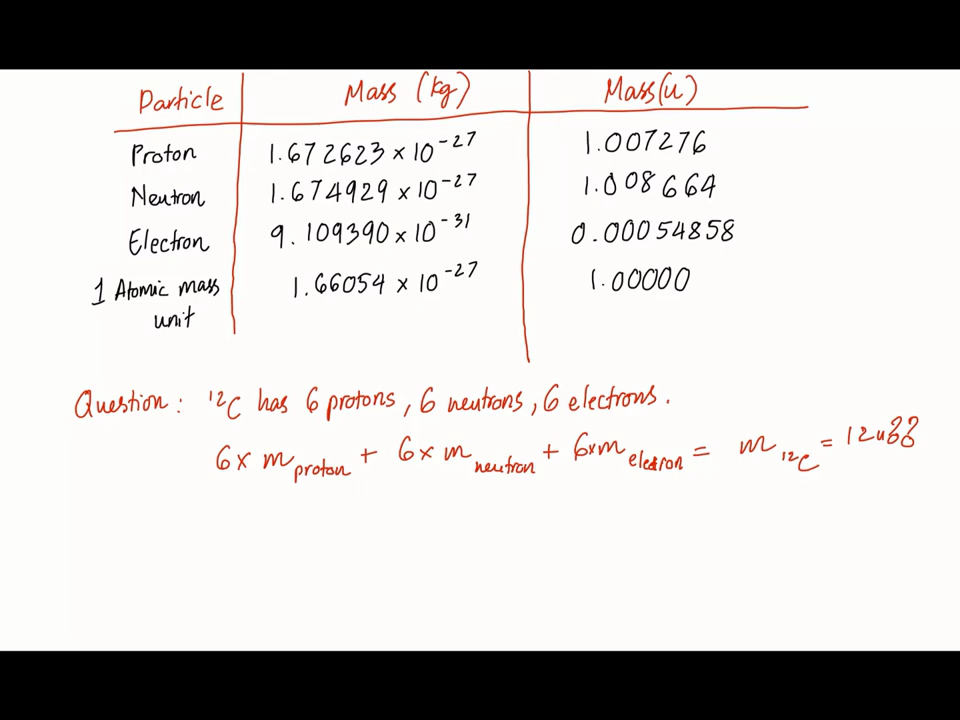 Particle Mass (kg) Mass(u)
Proton 1.672623 × 10⁻²⁷ 1.007276
Neutron 1.674929 × 10⁻²⁷ 1.008664
Electron 9.109390 × 10⁻³¹ 0.00054858
1 Atomic mass 1.66054 × 10⁻²⁷ 1.00000
unit
Question: ¹²C has 6 protons, 6 neutrons, 6 electrons.
6 × m_proton + 6 × m_neutron + 6 × m_electron = m_¹²C = 12u??